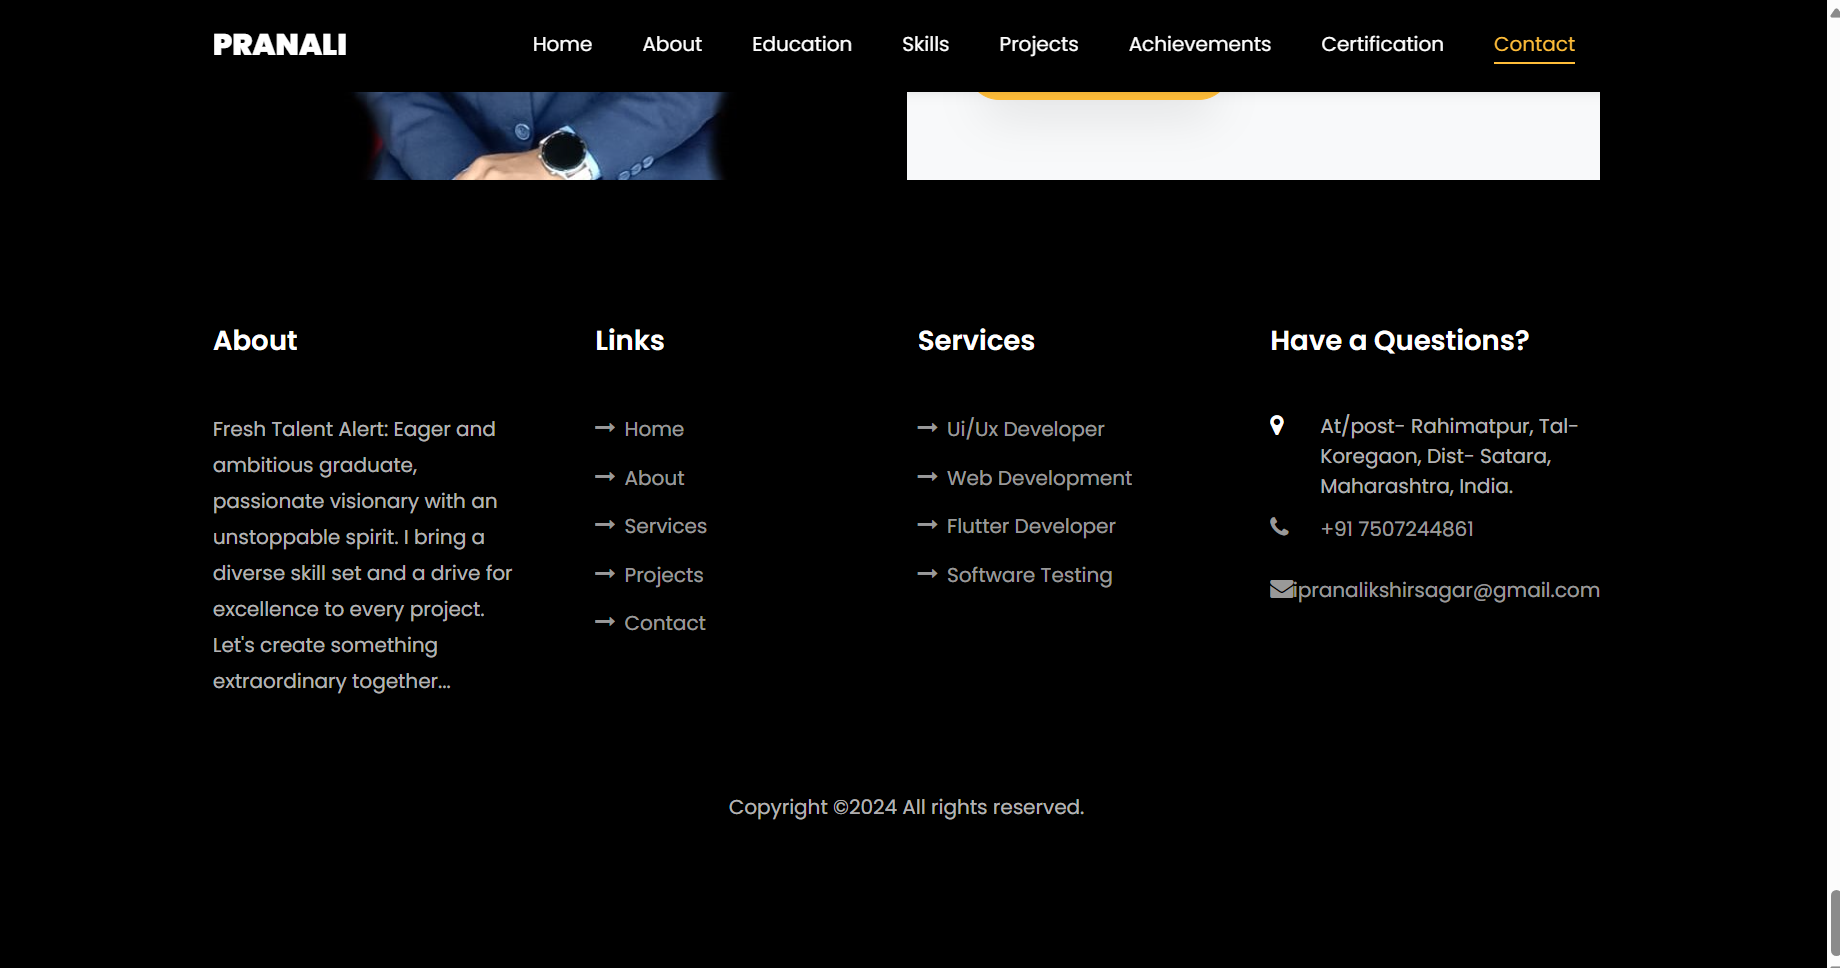 PRANALI
Home
About
Education
Skills
Projects
Achievements
Certification
Contact
About
Fresh Talent Alert: Eager and
ambitious graduate,
passionate visionary with an
unstoppable spirit. I bring a
diverse skill set and a drive for
excellence to every project.
Let's create something
extraordinary together...
Links
Home
About
Services
Projects
Contact
Services
Ui/Ux Developer
Web Development
Flutter Developer
Software Testing
Have a Questions?
At/post- Rahimatpur, Tal-
Koregaon, Dist- Satara,
Maharashtra, India.
+91 7507244861
ipranalikshirsagar@gmail.com
Copyright ©2024 All rights reserved.